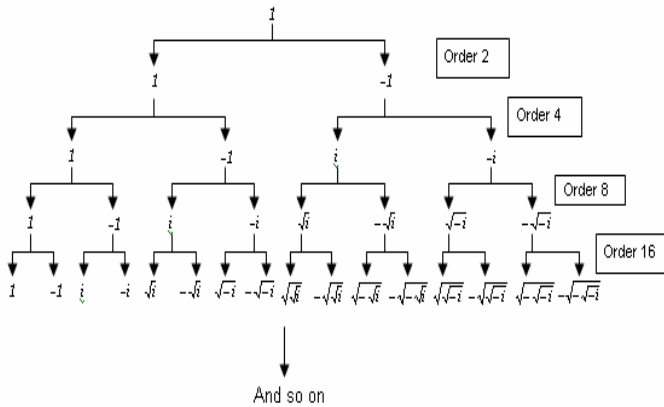 1
Order 2
1 -1
Order 4
1 -1 i -i
Order 8
1 -1 i -i √i -√i √-i -√-i
Order 16
1 -1 i -i √i -√i √-i -√-i √√i -√√i √-√i -√-√i √√-i -√√-i √-√-i -√-√-i
And so on